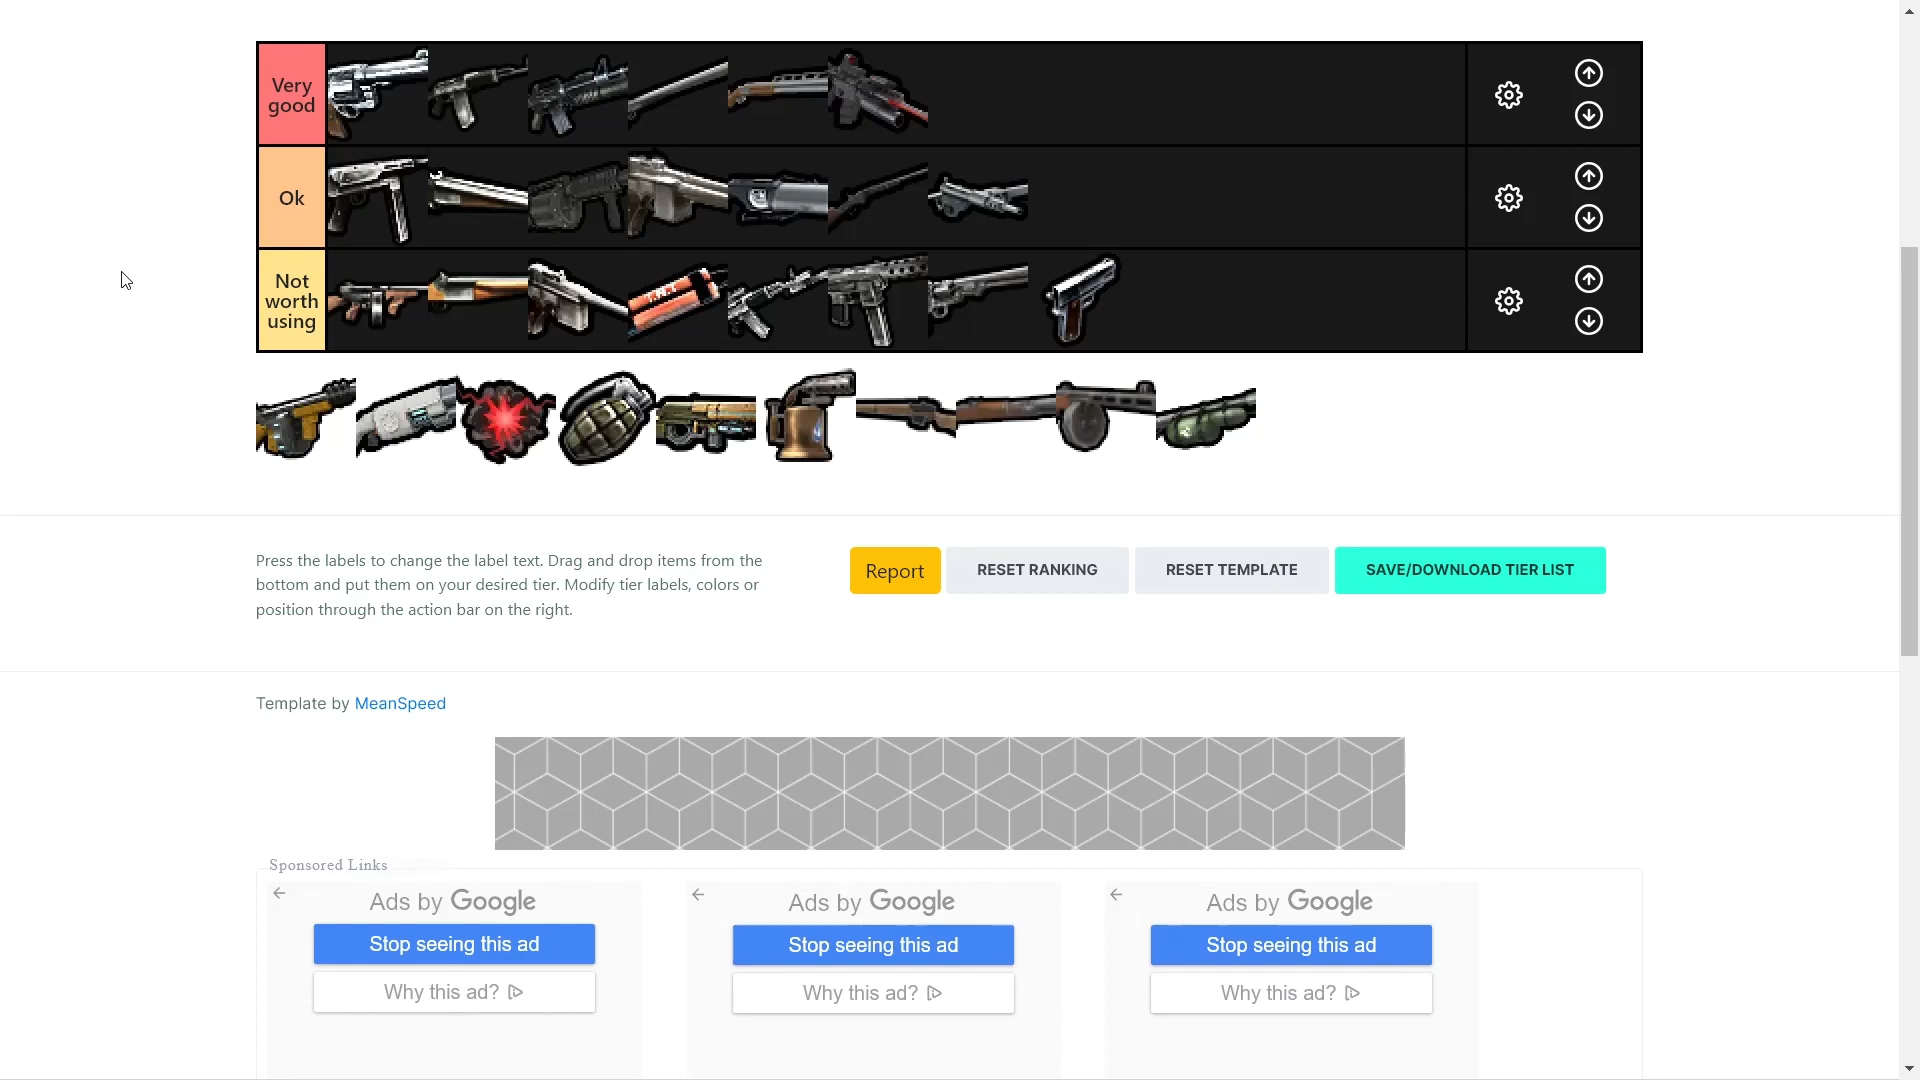 Very
good
Ok
Not
worth
using
T.N.T
Press the labels to change the label text. Drag and drop items from the
bottom and put them on your desired tier. Modify tier labels, colors or
position through the action bar on the right.
Report
RESET RANKING
RESET TEMPLATE
SAVE/DOWNLOAD TIER LIST
Template by MeanSpeed
Sponsored Links
Ads by Google
Stop seeing this ad
Why this ad?
Ads by Google
Stop seeing this ad
Why this ad?
Ads by Google
Stop seeing this ad
Why this ad?